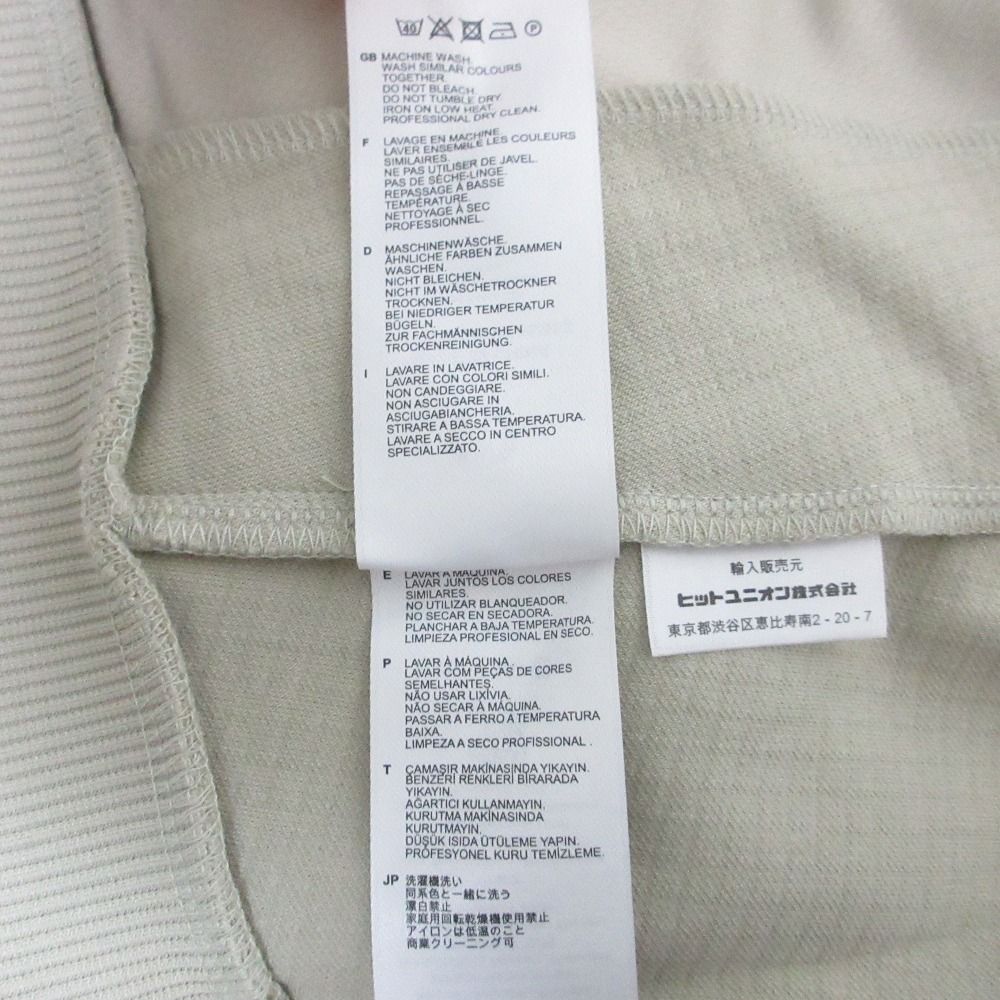 40 P
GB MACHINE WASH.
WASH SIMILAR COLOURS
TOGETHER.
DO NOT BLEACH.
DO NOT TUMBLE DRY
IRON ON LOW HEAT.
PROFESSIONAL DRY CLEAN.
F LAVAGE EN MACHINE.
LAVER ENSEMBLE LES COULEURS
SIMILAIRES.
NE PAS UTILISER DE JAVEL.
PAS DE SÈCHE-LINGE.
REPASSAGE À BASSE
TEMPÉRATURE.
NETTOYAGE À SEC
PROFESSIONNEL.
D MASCHINENWÄSCHE.
ÄHNLICHE FARBEN ZUSAMMEN
WASCHEN.
NICHT BLEICHEN.
NICHT IM WÄSCHETROCKNER
TROCKNEN.
BEI NIEDRIGER TEMPERATUR
BÜGELN.
ZUR FACHMÄNNISCHEN
TROCKENREINIGUNG.
I LAVARE IN LAVATRICE.
LAVARE CON COLORI SIMILI.
NON CANDEGGIARE.
NON ASCIUGARE IN
ASCIUGABIANCHERIA.
STIRARE A BASSA TEMPERATURA.
LAVARE A SECCO IN CENTRO
SPECIALIZZATO.
E LAVAR A MÁQUINA.
LAVAR JUNTOS LOS COLORES
SIMILARES.
NO UTILIZAR BLANQUEADOR.
NO SECAR EN SECADORA.
PLANCHAR A BAJA TEMPERATURA.
LIMPIEZA PROFESIONAL EN SECO.
P LAVAR À MÁQUINA.
LAVAR COM PEÇAS DE CORES
SEMELHANTES.
NÃO USAR LIXÍVIA.
NÃO SECAR À MÁQUINA.
PASSAR A FERRO A TEMPERATURA
BAIXA.
LIMPEZA A SECO PROFISSIONAL .
T ÇAMAŞIR MAKİNASINDA YIKAYIN.
BENZERİ RENKLERİ BİRARADA
YIKAYIN.
AĞARTICI KULLANMAYIN.
KURUTMA MAKİNASINDA
KURUTMAYIN.
DÜŞÜK ISIDA ÜTÜLEME YAPIN.
PROFESYONEL KURU TEMİZLEME.
JP 洗濯機洗い
同系色と一緒に洗う
漂白禁止
家庭用回転乾燥機使用禁止
アイロンは低温のこと
商業クリーニング可
輸入販売元
ヒットユニオン株式会社
東京都渋谷区恵比寿南2-20-7